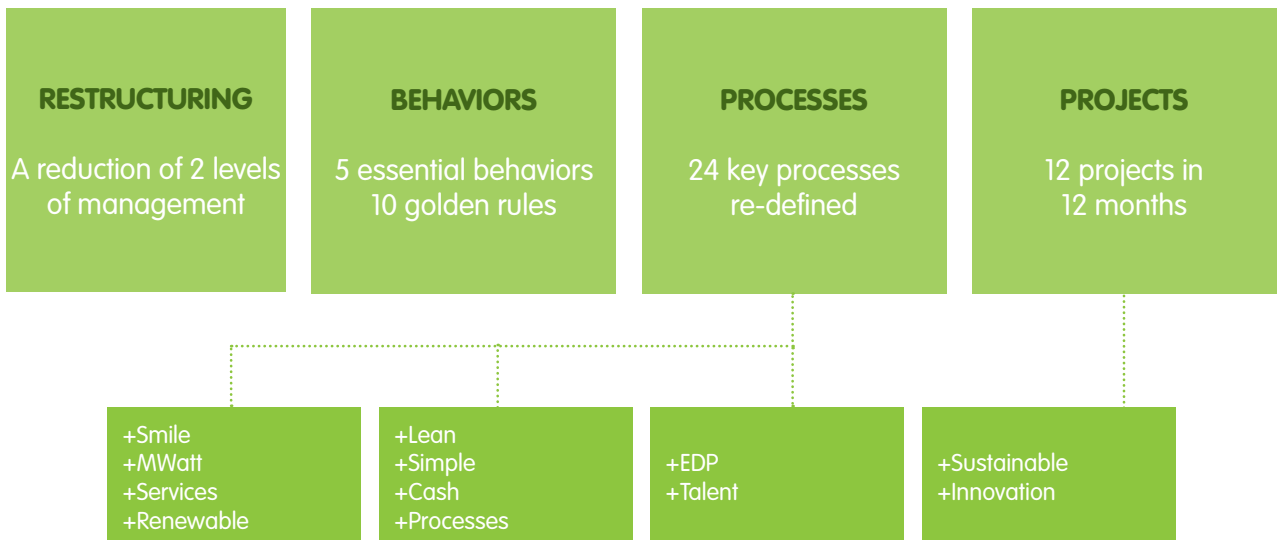 RESTRUCTURING
A reduction of 2 levels
of management
BEHAVIORS
5 essential behaviors
10 golden rules
PROCESSES
24 key processes
re-defined
PROJECTS
12 projects in
12 months
+Smile
+MWatt
+Services
+Renewable
+Lean
+Simple
+Cash
+Processes
+EDP
+Talent
+Sustainable
+Innovation